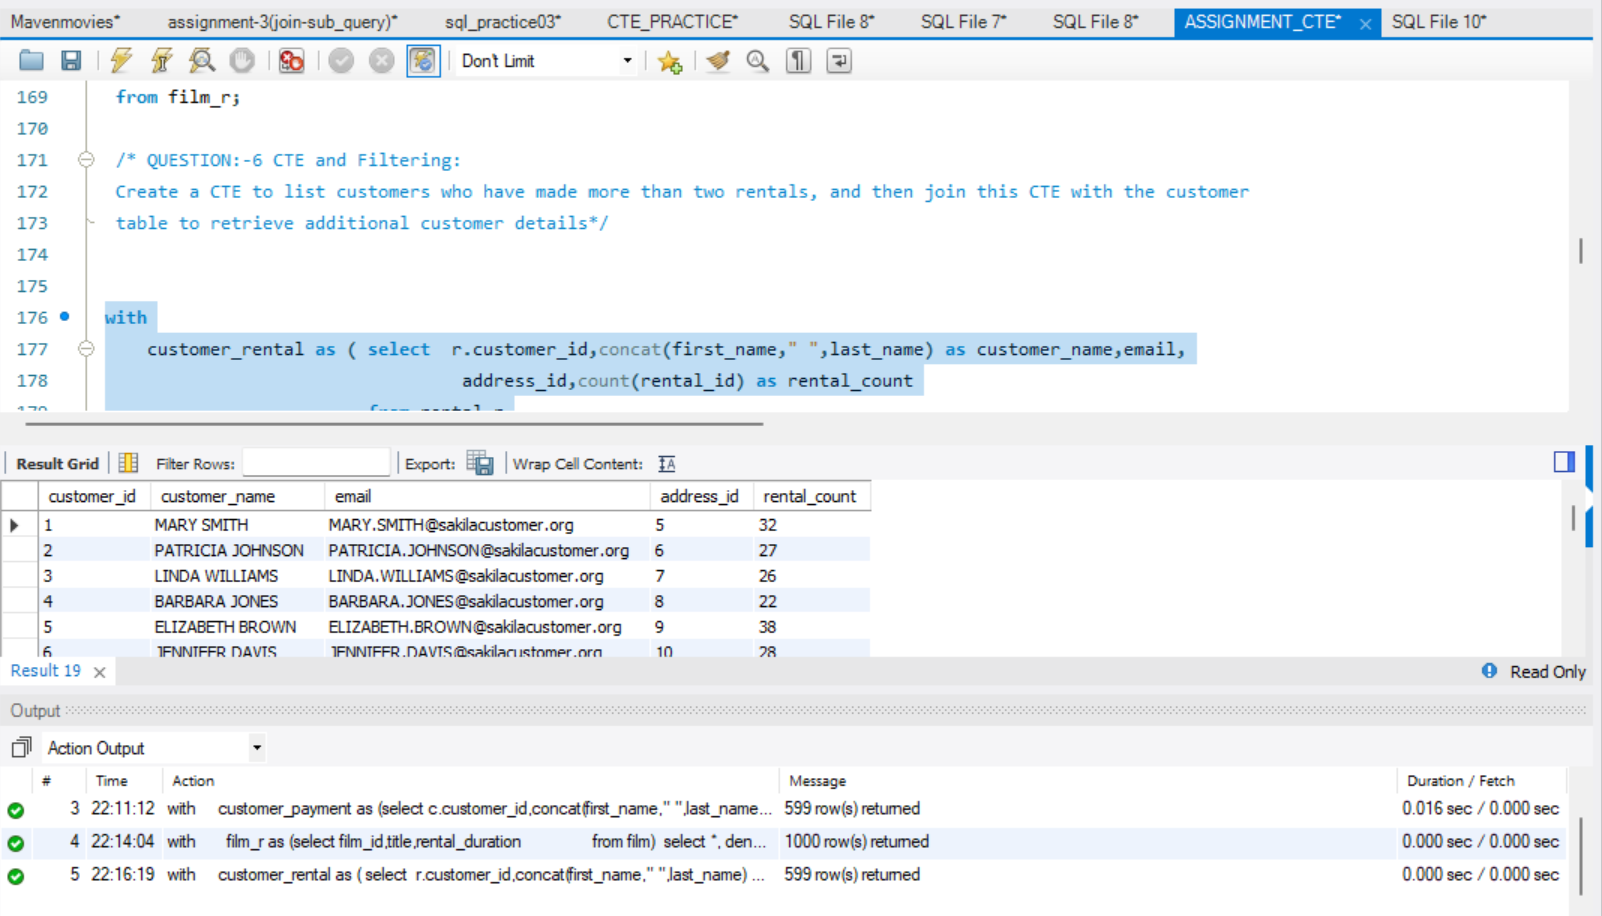 Mavenmovies* assignment-3(join-sub_query)* sql_practice03* CTE_PRACTICE* SQL File 8* SQL File 7* SQL File 8* ASSIGNMENT_CTE* × SQL File 10*
Don't Limit
169 from film_r;
170
171 /* QUESTION:-6 CTE and Filtering:
172 Create a CTE to list customers who have made more than two rentals, and then join this CTE with the customer
173 table to retrieve additional customer details*/
174
175
176 with
177 customer_rental as ( select r.customer_id,concat(first_name," ",last_name) as customer_name,email,
178 address_id,count(rental_id) as rental_count
179 from rental r
Result Grid Filter Rows: Export: Wrap Cell Content:
customer_id customer_name email address_id rental_count
1 MARY SMITH MARY.SMITH@sakilacustomer.org 5 32
2 PATRICIA JOHNSON PATRICIA.JOHNSON@sakilacustomer.org 6 27
3 LINDA WILLIAMS LINDA.WILLIAMS@sakilacustomer.org 7 26
4 BARBARA JONES BARBARA.JONES@sakilacustomer.org 8 22
5 ELIZABETH BROWN ELIZABETH.BROWN@sakilacustomer.org 9 38
6 JENNIFER DAVIS JENNIFER.DAVIS@sakilacustomer.org 10 28
Result 19 × Read Only
Output
Action Output
# Time Action Message Duration / Fetch
3 22:11:12 with customer_payment as (select c.customer_id,concat(first_name," ",last_name... 599 row(s) returned 0.016 sec / 0.000 sec
4 22:14:04 with film_r as (select film_id,title,rental_duration from film) select *, den... 1000 row(s) returned 0.000 sec / 0.000 sec
5 22:16:19 with customer_rental as ( select r.customer_id,concat(first_name," ",last_name) ... 599 row(s) returned 0.000 sec / 0.000 sec